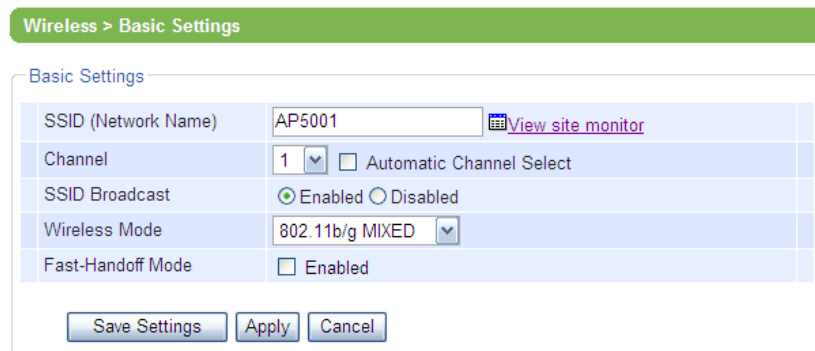 Wireless > Basic Settings
Basic Settings
SSID (Network Name) AP5001 View site monitor
Channel 1 Automatic Channel Select
SSID Broadcast Enabled Disabled
Wireless Mode 802.11b/g MIXED
Fast-Handoff Mode Enabled
Save Settings Apply Cancel